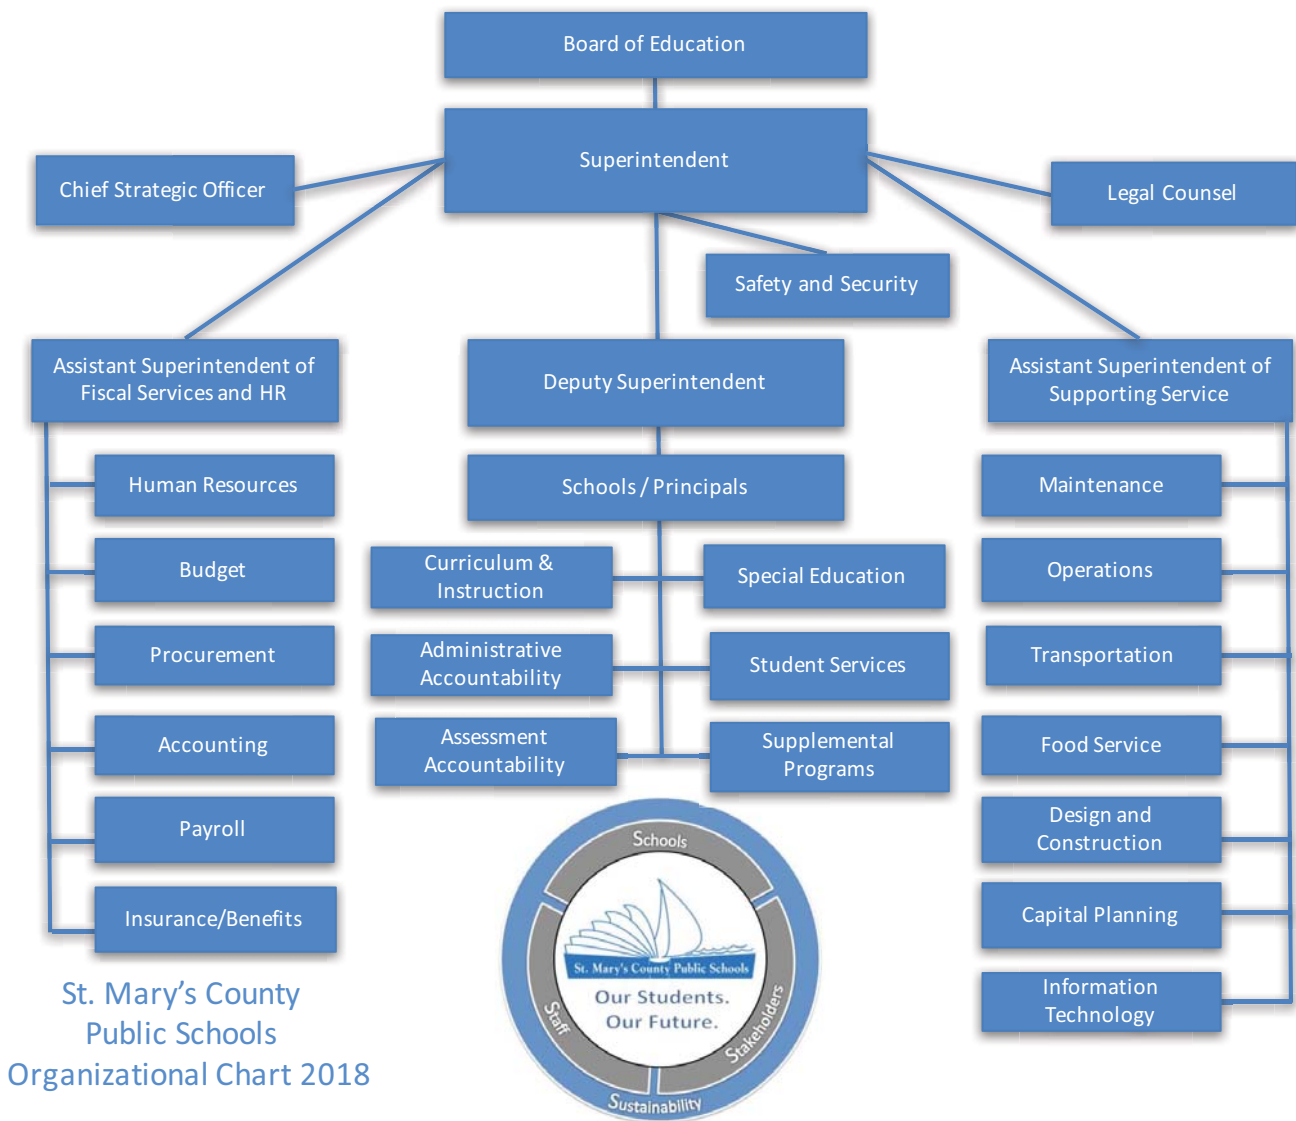 Board of Education
Superintendent
Chief Strategic Officer
Legal Counsel
Safety and Security
Assistant Superintendent of
Fiscal Services and HR
Deputy Superintendent
Assistant Superintendent of
Supporting Service
Human Resources
Budget
Procurement
Accounting
Payroll
Insurance/Benefits
Schools / Principals
Curriculum &
Instruction
Special Education
Administrative
Accountability
Student Services
Assessment
Accountability
Supplemental
Programs
Maintenance
Operations
Transportation
Food Service
Design and
Construction
Capital Planning
Information
Technology
Schools
St. Mary's County Public Schools
Our Students.
Our Future.
Staff
Stakeholders
Sustainability
St. Mary’s County
Public Schools
Organizational Chart 2018